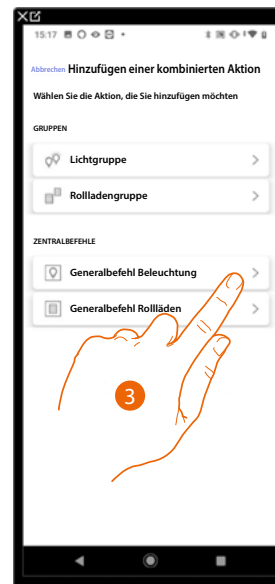 15:17
Abbrechen Hinzufügen einer kombinierten Aktion
Wählen Sie die Aktion, die Sie hinzufügen möchten
GRUPPEN
Lichtgruppe
Rollladengruppe
ZENTRALBEFEHLE
Generalbefehl Beleuchtung
Generalbefehl Rollläden
3